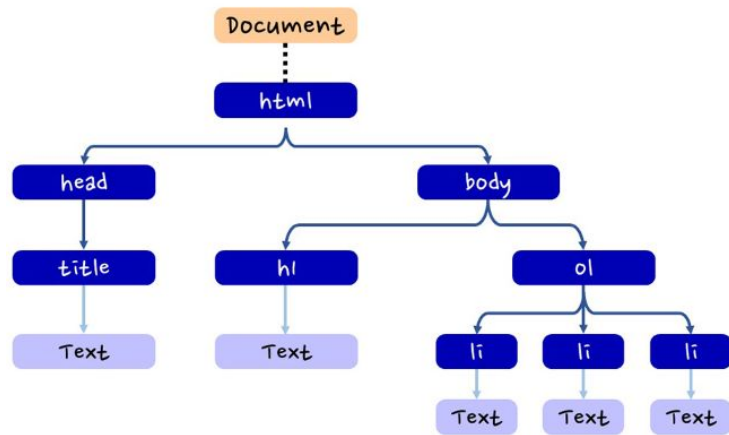 Document
html
head
body
title
h1
ol
Text
Text
li
li
li
Text
Text
Text